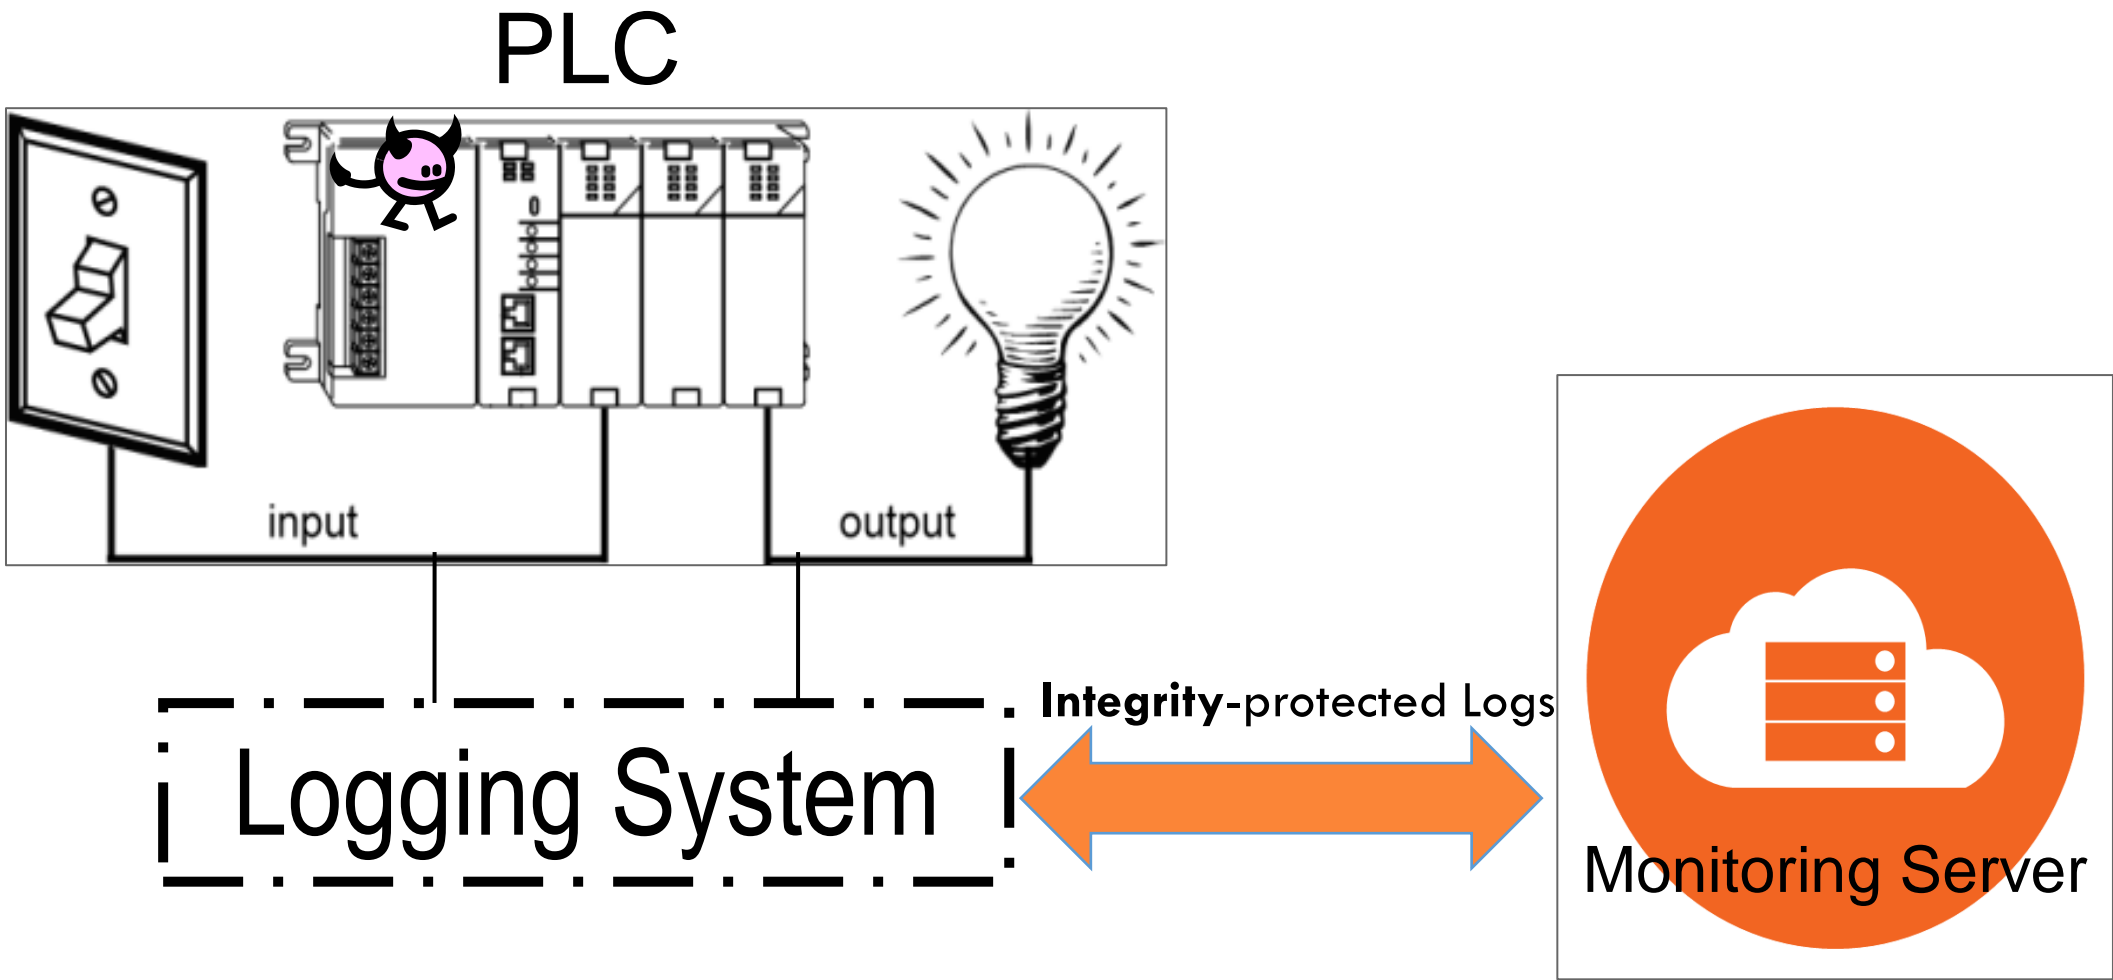 PLC
input
output
Integrity-protected Logs
Logging System
Monitoring Server